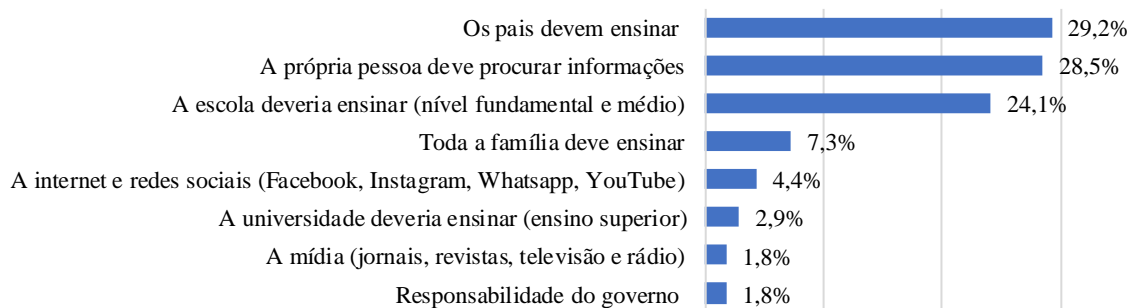 Os pais devem ensinar 29,2%
A própria pessoa deve procurar informações 28,5%
A escola deveria ensinar (nível fundamental e médio) 24,1%
Toda a família deve ensinar 7,3%
A internet e redes sociais (Facebook, Instagram, Whatsapp, YouTube) 4,4%
A universidade deveria ensinar (ensino superior) 2,9%
A mídia (jornais, revistas, televisão e rádio) 1,8%
Responsabilidade do governo 1,8%